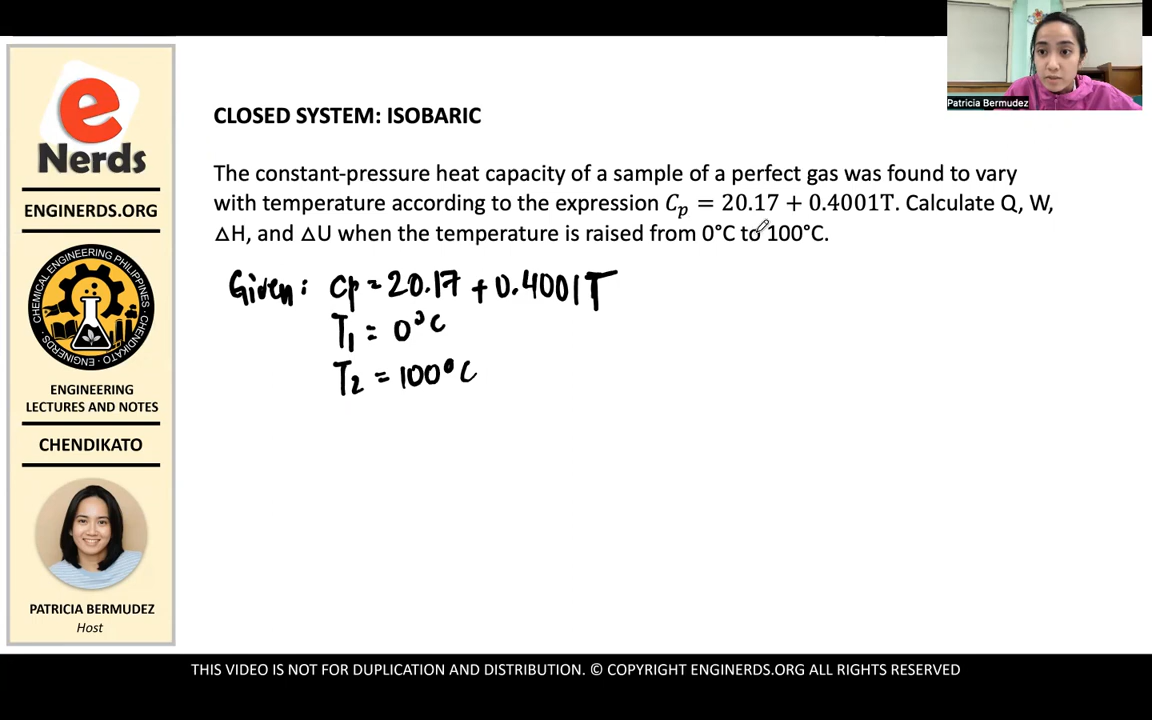 Patricia Bermudez
e
Nerds
ENGINERDS.ORG
CHEMICAL ENGINEERING PHILIPPINES • CHENDIKATO • ENGINERDS •
ENGINEERING
LECTURES AND NOTES
CHENDIKATO
PATRICIA BERMUDEZ
Host
CLOSED SYSTEM: ISOBARIC
The constant-pressure heat capacity of a sample of a perfect gas was found to vary
with temperature according to the expression Cₚ = 20.17 + 0.4001T. Calculate Q, W,
△H, and △U when the temperature is raised from 0°C to 100°C.
Given: Cp = 20.17 + 0.4001T
T₁ = 0°C
T₂ = 100°C
THIS VIDEO IS NOT FOR DUPLICATION AND DISTRIBUTION. © COPYRIGHT ENGINERDS.ORG ALL RIGHTS RESERVED